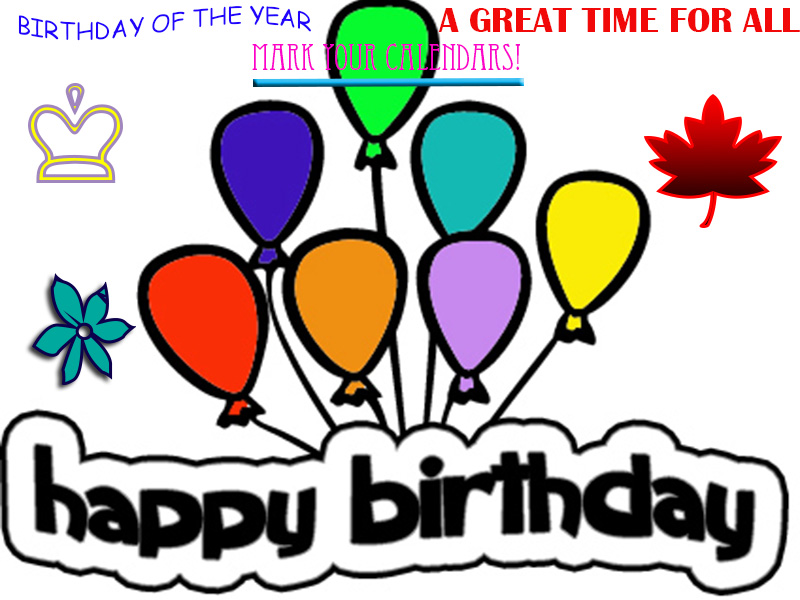 BIRTHDAY OF THE YEAR
A GREAT TIME FOR ALL
MARK YOUR CALENDARS!
happy birthday